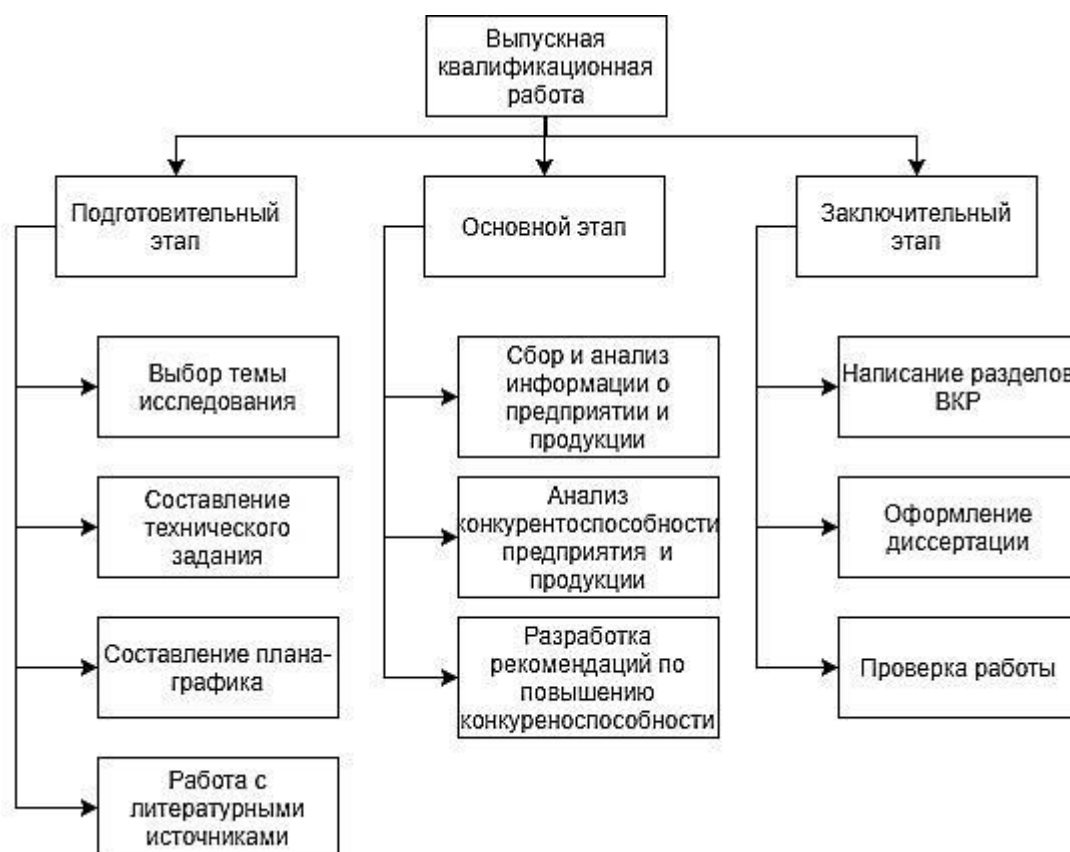 Выпускная
квалификационная
работа
Подготовительный
этап
Основной этап
Заключительный
этап
Выбор темы
исследования
Составление
технического
задания
Составление плана-
графика
Работа с
литературными
источниками
Сбор и анализ
информации о
предприятии и
продукции
Анализ
конкурентоспособности
предприятия и
продукции
Разработка
рекомендаций по
повышению
конкуреноспособности
Написание разделов
ВКР
Оформление
диссертации
Проверка работы